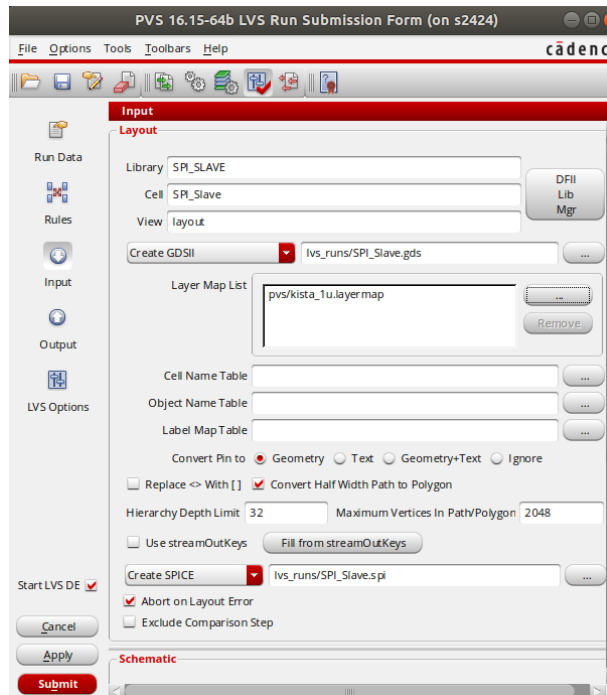 PVS 16.15-64b LVS Run Submission Form (on s2424)
File Options Tools Toolbars Help
cādenc
Input
Layout
Run Data
Rules
Input
Output
LVS Options
Library SPI_SLAVE
Cell SPI_Slave
View layout
DFII
Lib
Mgr
Create GDSII lvs_runs/SPI_Slave.gds ...
Layer Map List pvs/kista_1u.layermap ...
Remove
Cell Name Table ...
Object Name Table ...
Label Map Table ...
Convert Pin to Geometry Text Geometry+Text Ignore
Replace <> With [] Convert Half Width Path to Polygon
Hierarchy Depth Limit 32 Maximum Vertices In Path/Polygon 2048
Use streamOutKeys Fill from streamOutKeys
Create SPICE lvs_runs/SPI_Slave.spi ...
Abort on Layout Error
Exclude Comparison Step
Start LVS DE
Cancel
Apply
Submit
Schematic